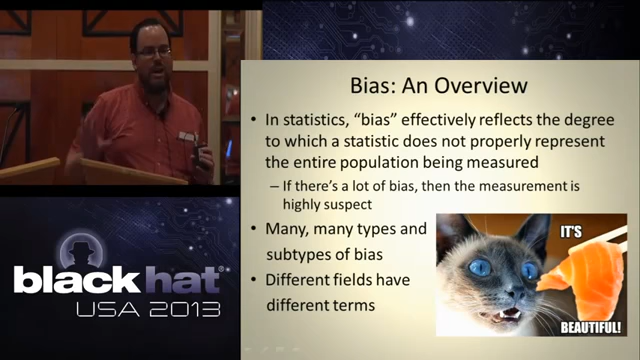 Bias: An Overview
• In statistics, “bias” effectively reflects the degree
to which a statistic does not properly represent
the entire population being measured
– If there's a lot of bias, then the measurement is
highly suspect
• Many, many types and
subtypes of bias
• Different fields have
different terms
IT'S
BEAUTIFUL!
black hat®
USA 2013